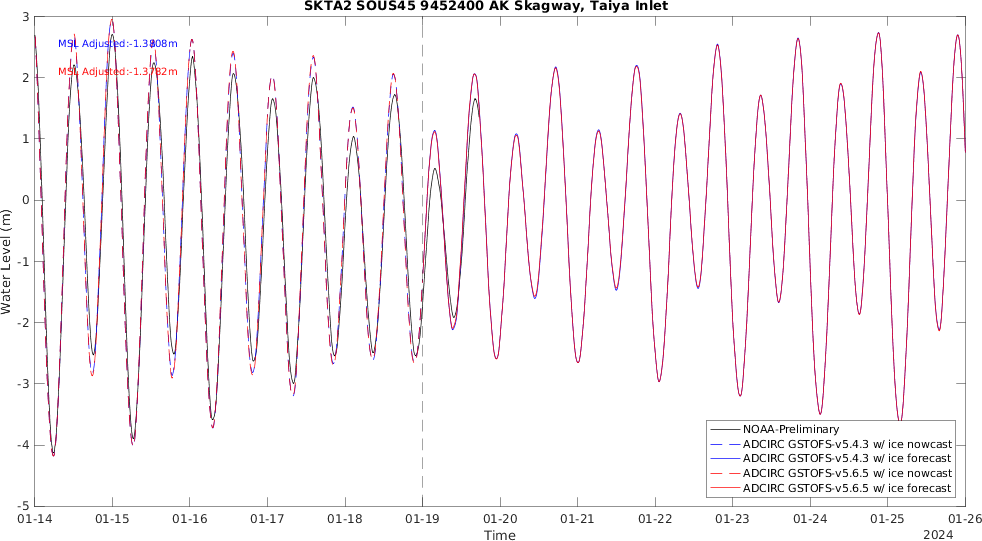 SKTA2 SOUS45 9452400 AK Skagway, Taiya Inlet
3
MSL Adjusted:-1.3808m
MSL Adjusted:-1.3782m
2
1
0
-1
-2
-3
-4
-5
Water Level (m)
NOAA-Preliminary
ADCIRC GSTOFS-v5.4.3 w/ ice nowcast
ADCIRC GSTOFS-v5.4.3 w/ ice forecast
ADCIRC GSTOFS-v5.6.5 w/ ice nowcast
ADCIRC GSTOFS-v5.6.5 w/ ice forecast
01-14 01-15 01-16 01-17 01-18 01-19 01-20 01-21 01-22 01-23 01-24 01-25 01-26
Time
2024